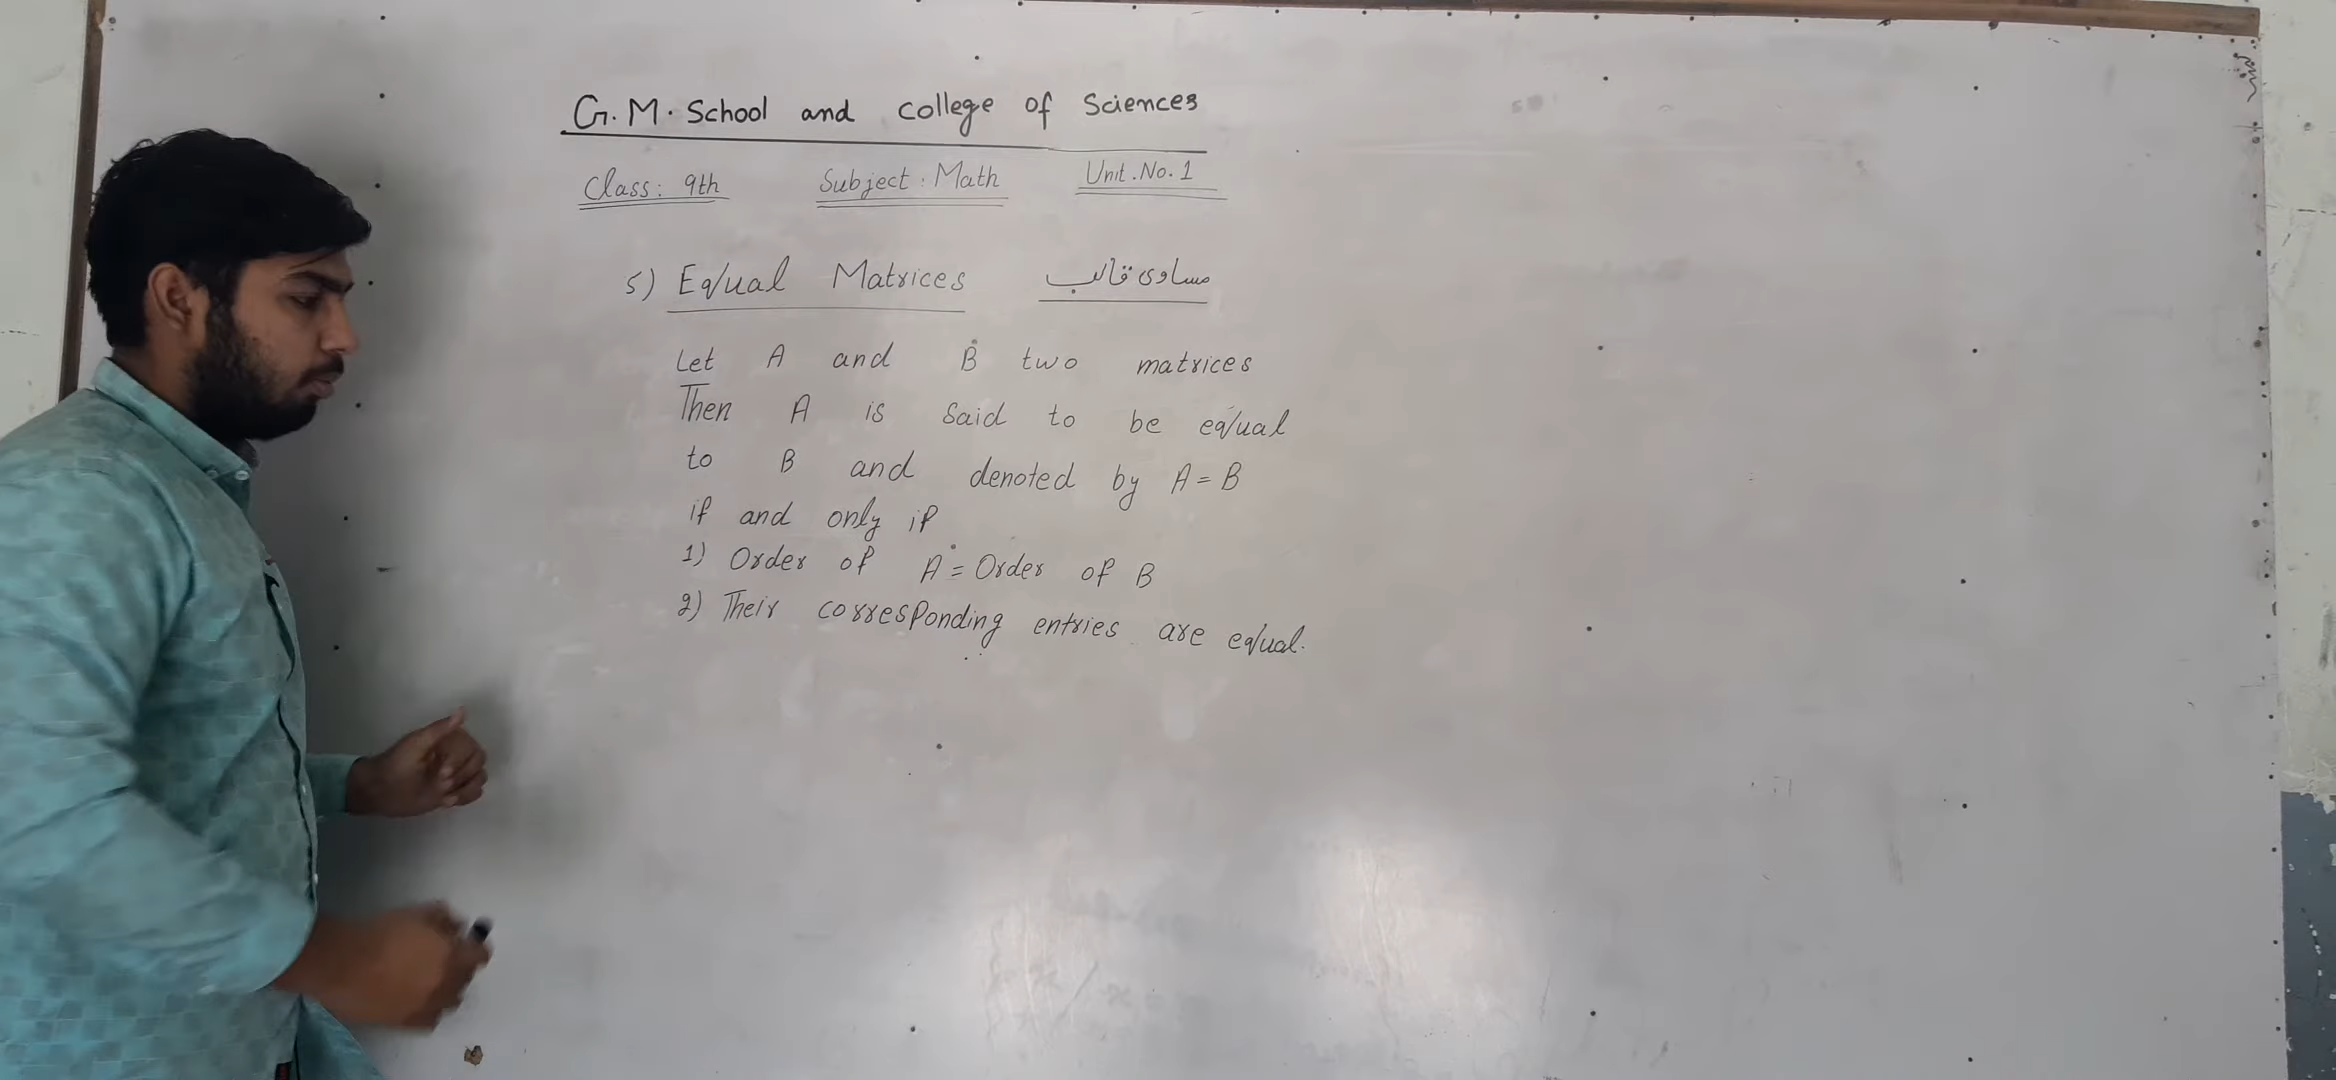 G.M. School and college of Sciences
Class: 9th Subject: Math Unit.No.1
5) Equal Matrices مساوی قالب
Let A and B two matrices
Then A is said to be equal
to B and denoted by A = B
if and only if
1) Order of A = Order of B
2) Their corresponding entries are equal.